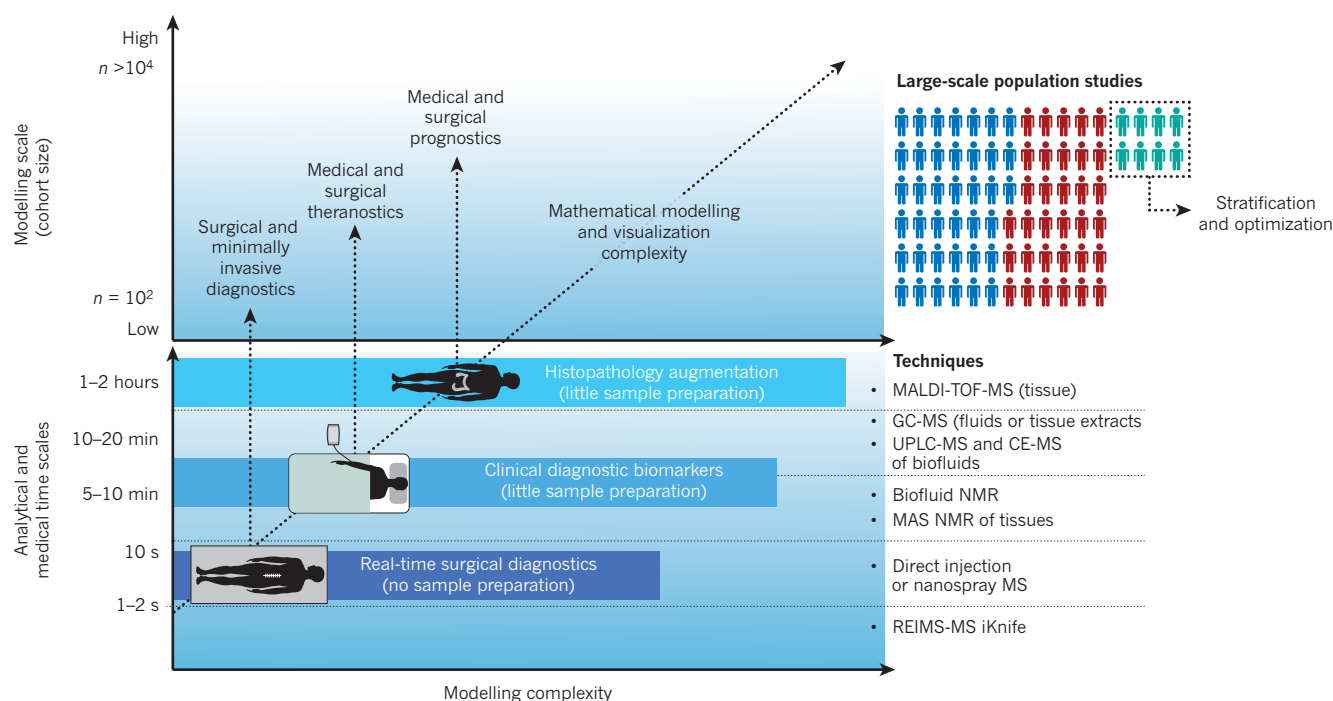 High
n >10⁴
Modelling scale
(cohort size)
n = 10²
Low
Surgical and
minimally
invasive
diagnostics
Medical and
surgical
theranostics
Medical and
surgical
prognostics
Mathematical modelling
and visualization
complexity
Large-scale population studies
Stratification
and optimization
Analytical and
medical time scales
1–2 hours
10–20 min
5–10 min
10 s
1–2 s
Histopathology augmentation
(little sample preparation)
Clinical diagnostic biomarkers
(little sample preparation)
Real-time surgical diagnostics
(no sample preparation)
Techniques
• MALDI-TOF-MS (tissue)
• GC-MS (fluids or tissue extracts
• UPLC-MS and CE-MS
of biofluids
• Biofluid NMR
• MAS NMR of tissues
• Direct injection
or nanospray MS
• REIMS-MS iKnife
Modelling complexity